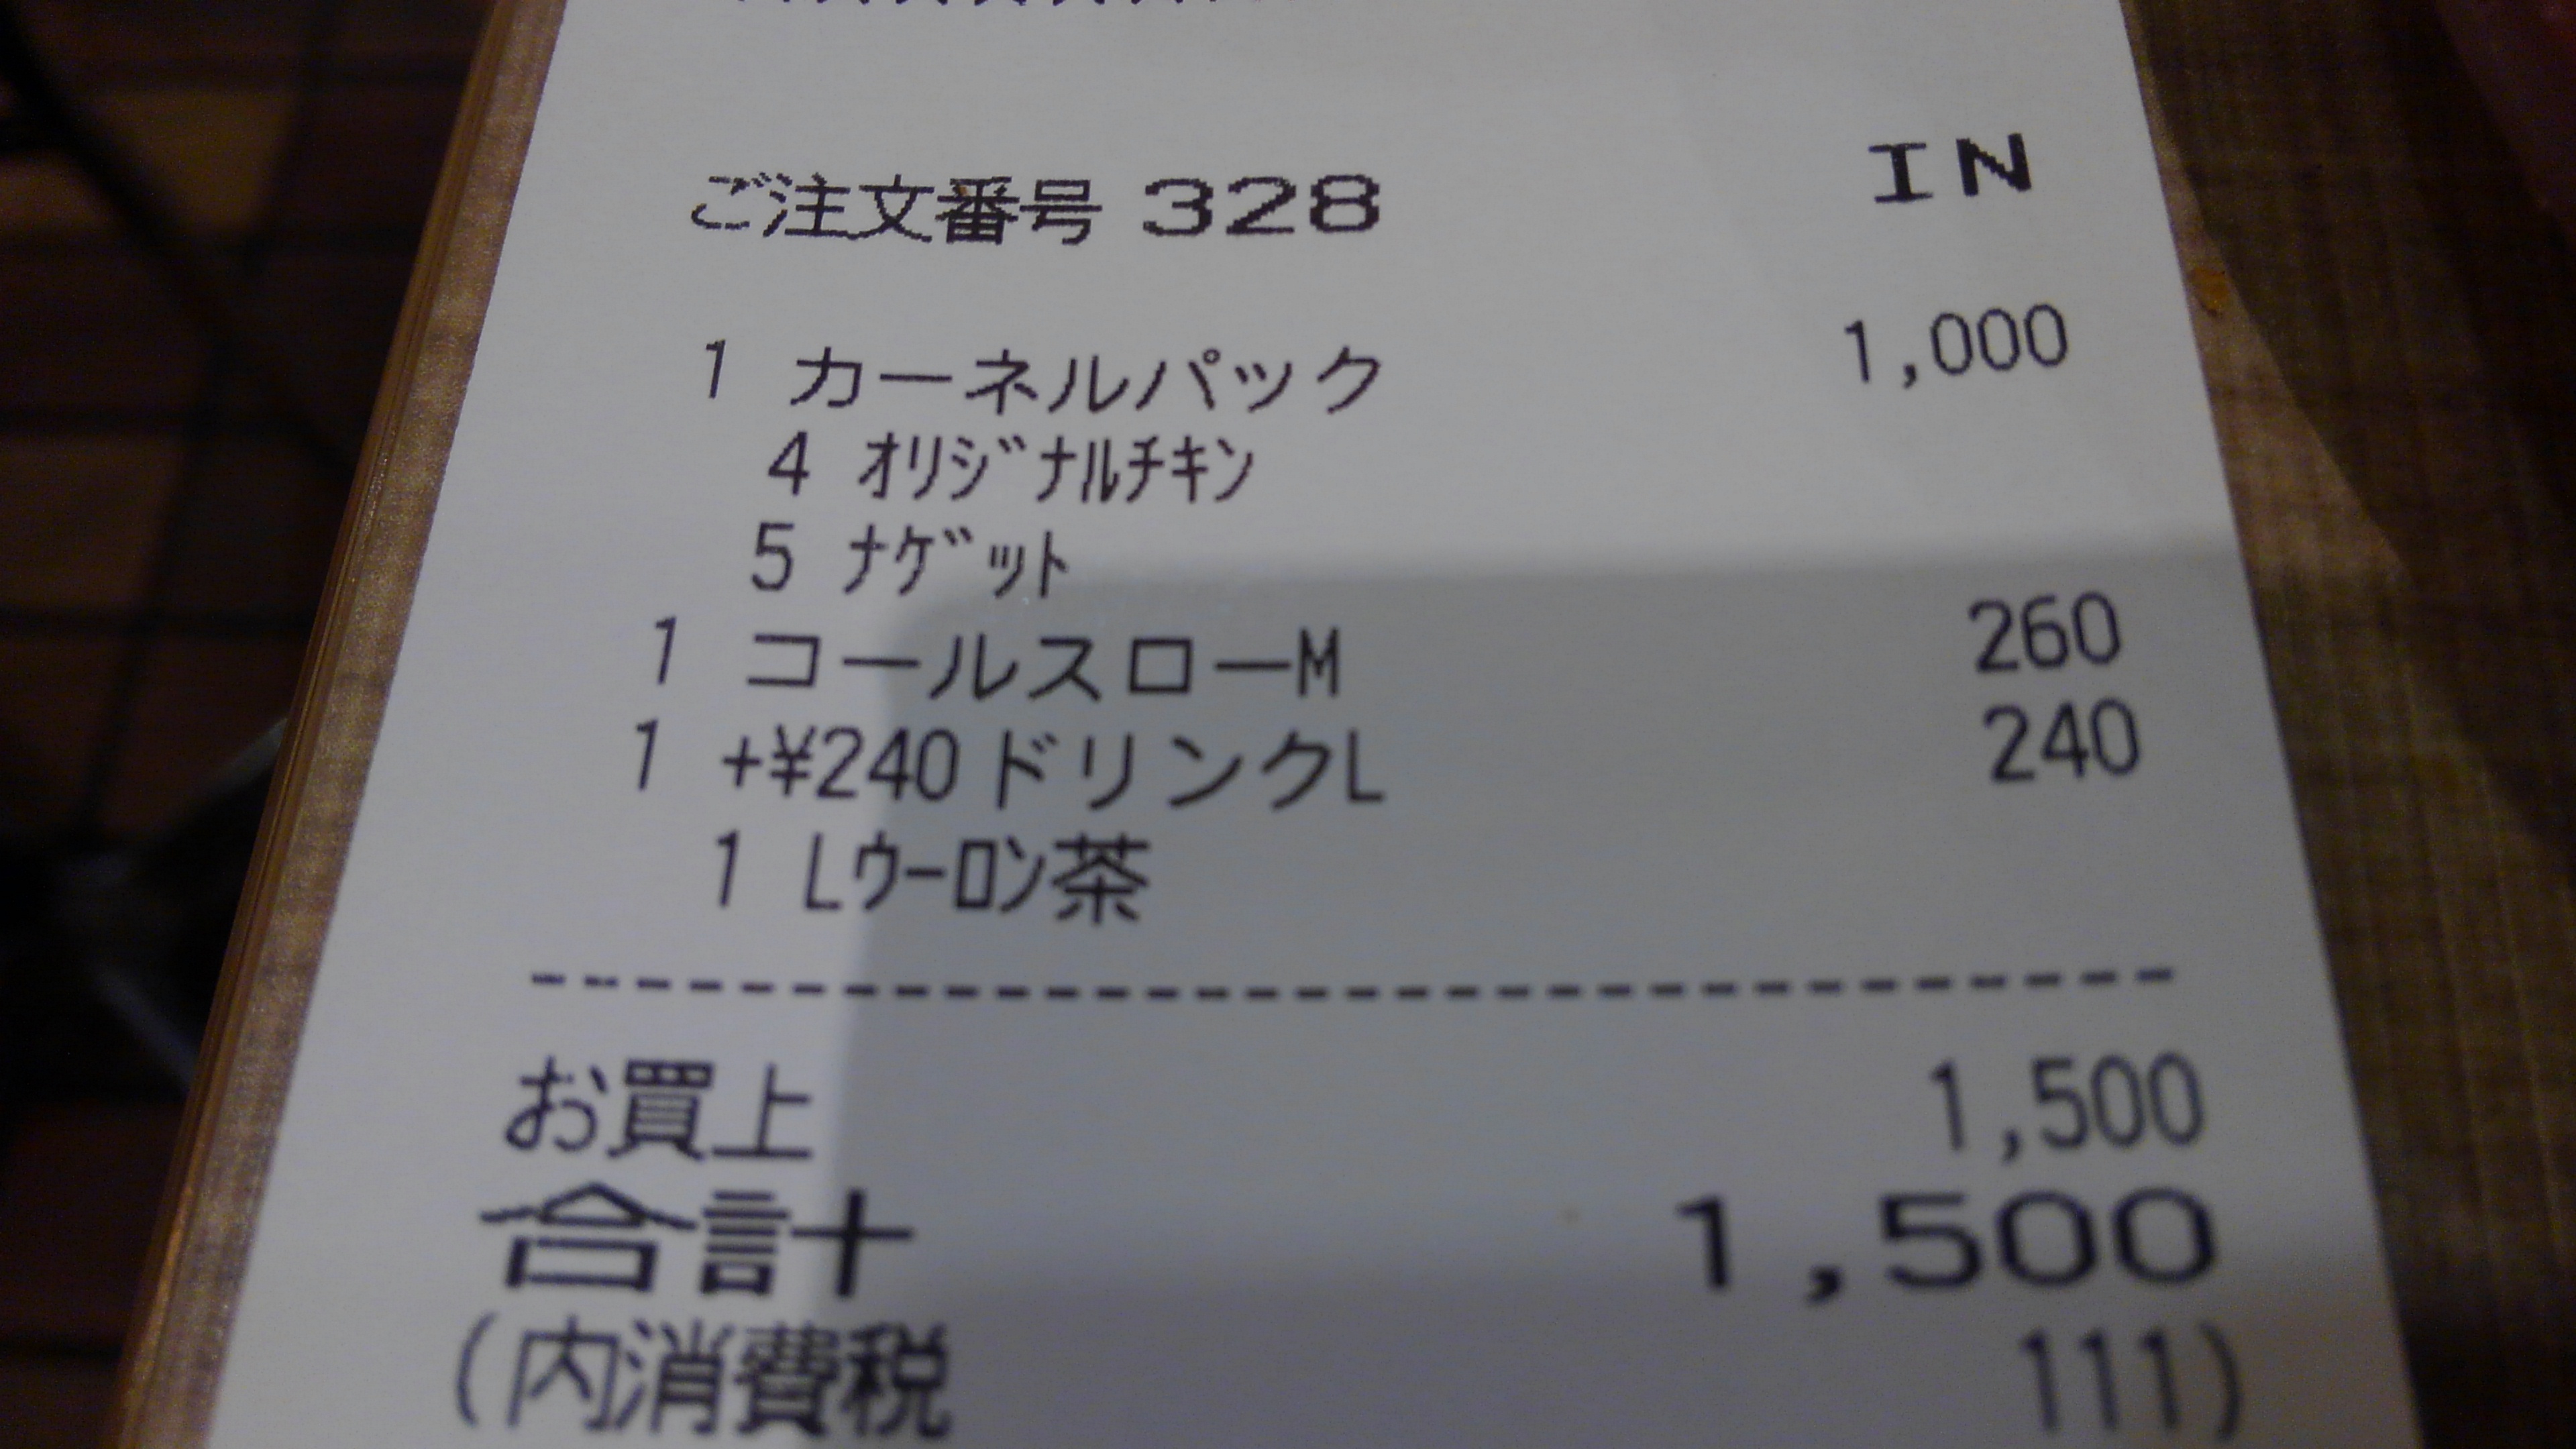 ご注文番号 328 IN
1 カーネルパック 1,000
4 ｵﾘｼﾞﾅﾙﾁｷﾝ
5 ﾅｹﾞｯﾄ
1 コールスローM 260
1 +¥240ドリンクL 240
1 Lｳｰﾛﾝ茶
お買上 1,500
合計 1,500
(内消費税 111)